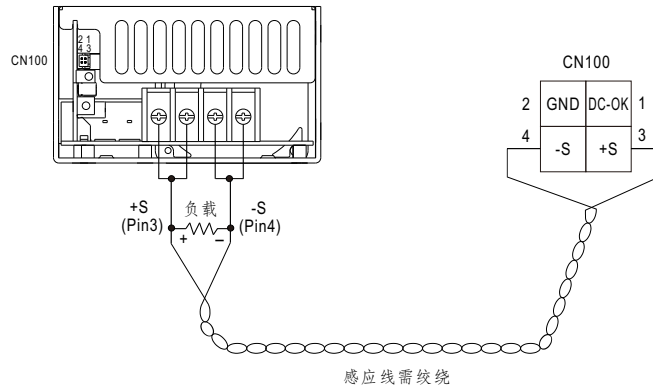 CN100
2 1
4 3
CN100
2 GND DC-OK 1
4 -S +S 3
+S
(Pin3)
负载
-S
(Pin4)
+ −
感应线需绞绕